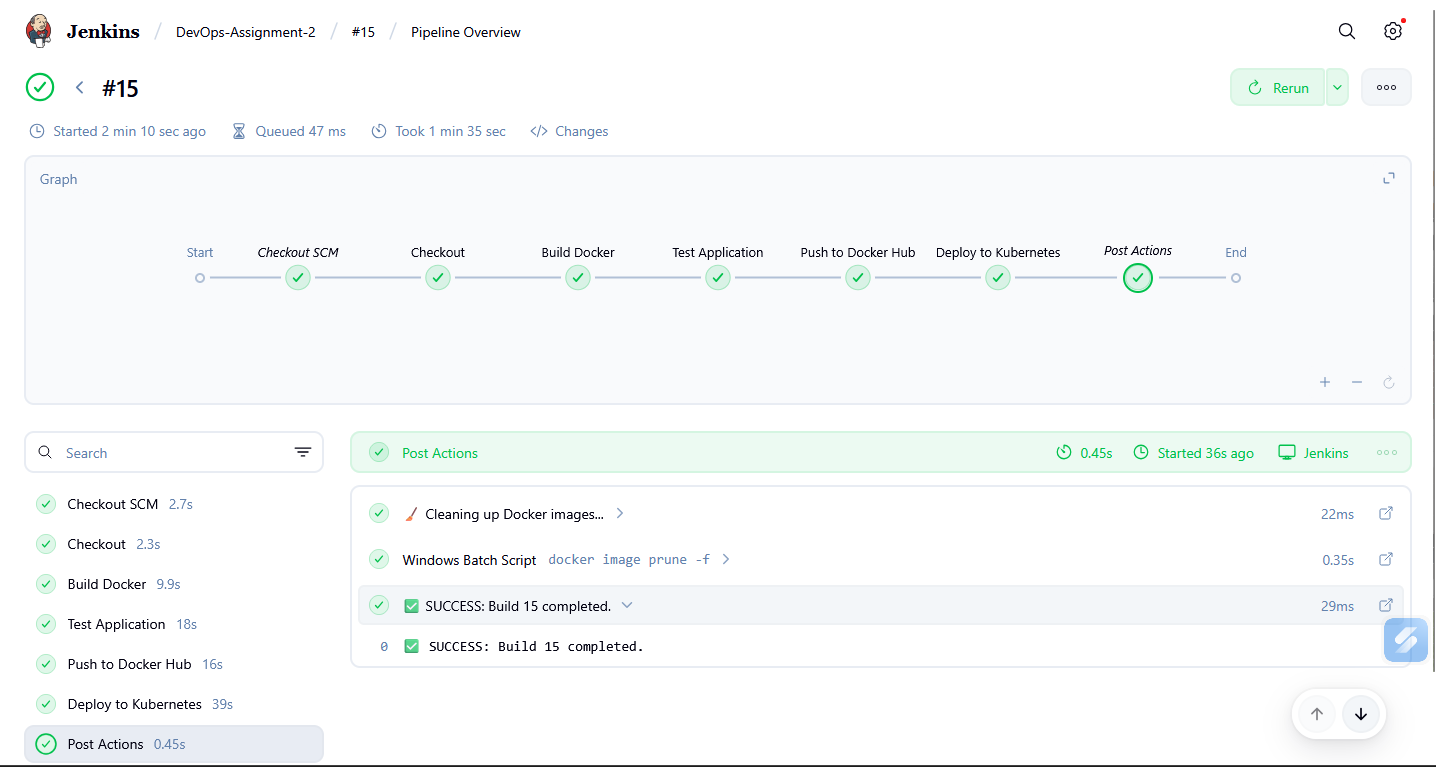 Jenkins / DevOps-Assignment-2 / #15 / Pipeline Overview
#15
Rerun
Started 2 min 10 sec ago Queued 47 ms Took 1 min 35 sec </> Changes
Graph
Start Checkout SCM Checkout Build Docker Test Application Push to Docker Hub Deploy to Kubernetes Post Actions End
Search
Checkout SCM 2.7s
Checkout 2.3s
Build Docker 9.9s
Test Application 18s
Push to Docker Hub 16s
Deploy to Kubernetes 39s
Post Actions 0.45s
Post Actions 0.45s Started 36s ago Jenkins
🧹 Cleaning up Docker images... 22ms
Windows Batch Script docker image prune -f 0.35s
✅ SUCCESS: Build 15 completed. 29ms
0 ✅ SUCCESS: Build 15 completed.